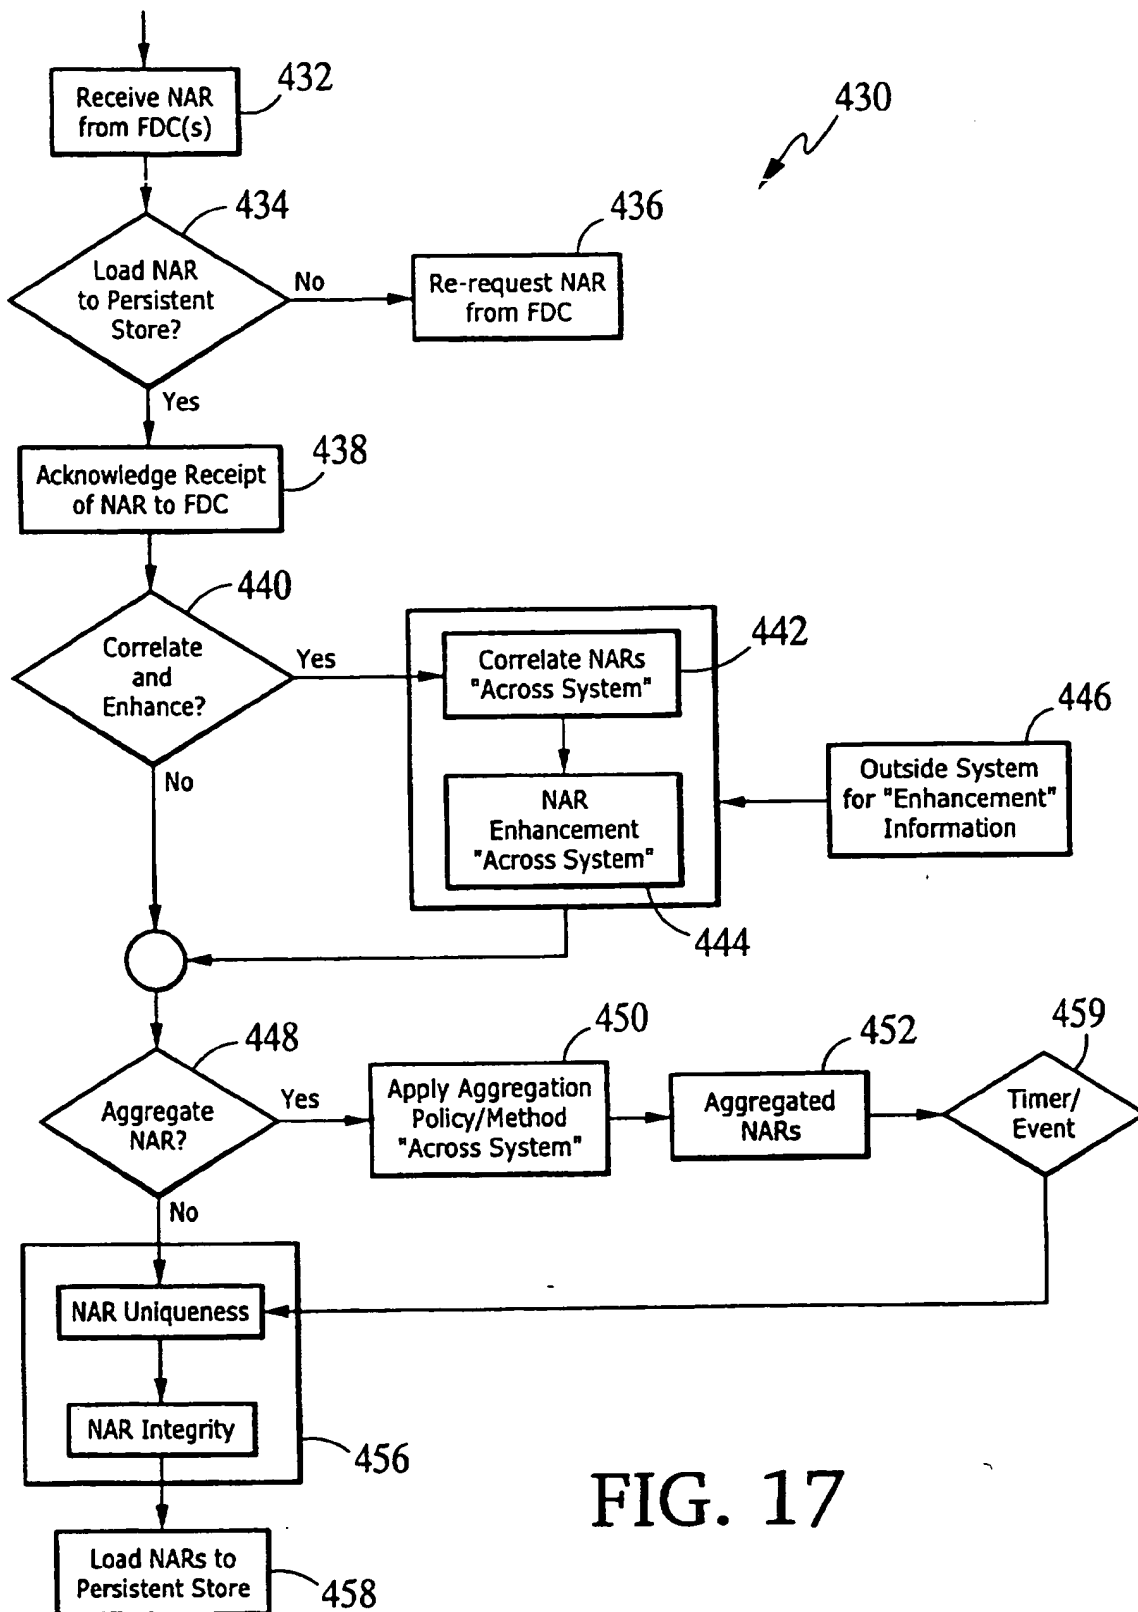 432
Receive NAR
from FDC(s)
430
434
Load NAR
to Persistent
Store?
No
436
Re-request NAR
from FDC
Yes
438
Acknowledge Receipt
of NAR to FDC
440
Correlate
and
Enhance?
Yes
442
Correlate NARs
"Across System"
446
Outside System
for "Enhancement"
Information
No
NAR
Enhancement
"Across System"
444
448
Aggregate
NAR?
Yes
450
Apply Aggregation
Policy/Method
"Across System"
452
Aggregated
NARs
459
Timer/
Event
No
NAR Uniqueness
NAR Integrity
456
Load NARs to
Persistent Store
458
FIG. 17